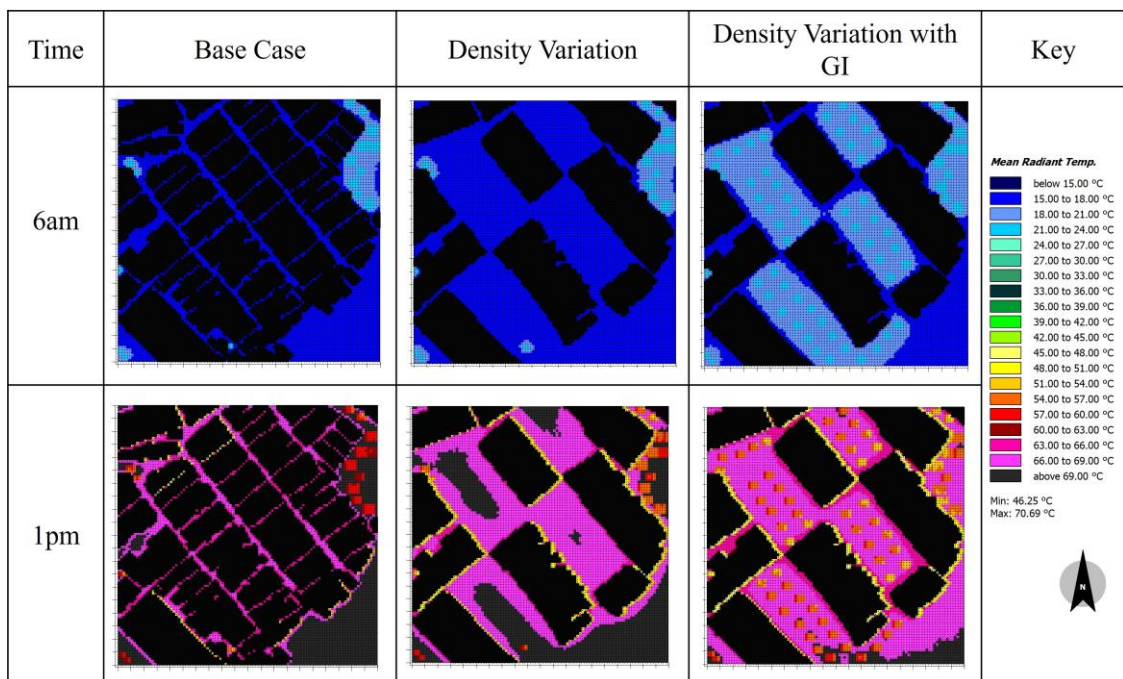 Time
Base Case
Density Variation
Density Variation with
GI
Key
6am
Mean Radiant Temp.
below 15.00 °C
15.00 to 18.00 °C
18.00 to 21.00 °C
21.00 to 24.00 °C
24.00 to 27.00 °C
27.00 to 30.00 °C
30.00 to 33.00 °C
33.00 to 36.00 °C
36.00 to 39.00 °C
39.00 to 42.00 °C
42.00 to 45.00 °C
45.00 to 48.00 °C
48.00 to 51.00 °C
51.00 to 54.00 °C
54.00 to 57.00 °C
57.00 to 60.00 °C
60.00 to 63.00 °C
63.00 to 66.00 °C
66.00 to 69.00 °C
above 69.00 °C
Min: 46.25 °C
Max: 70.69 °C
1pm
N